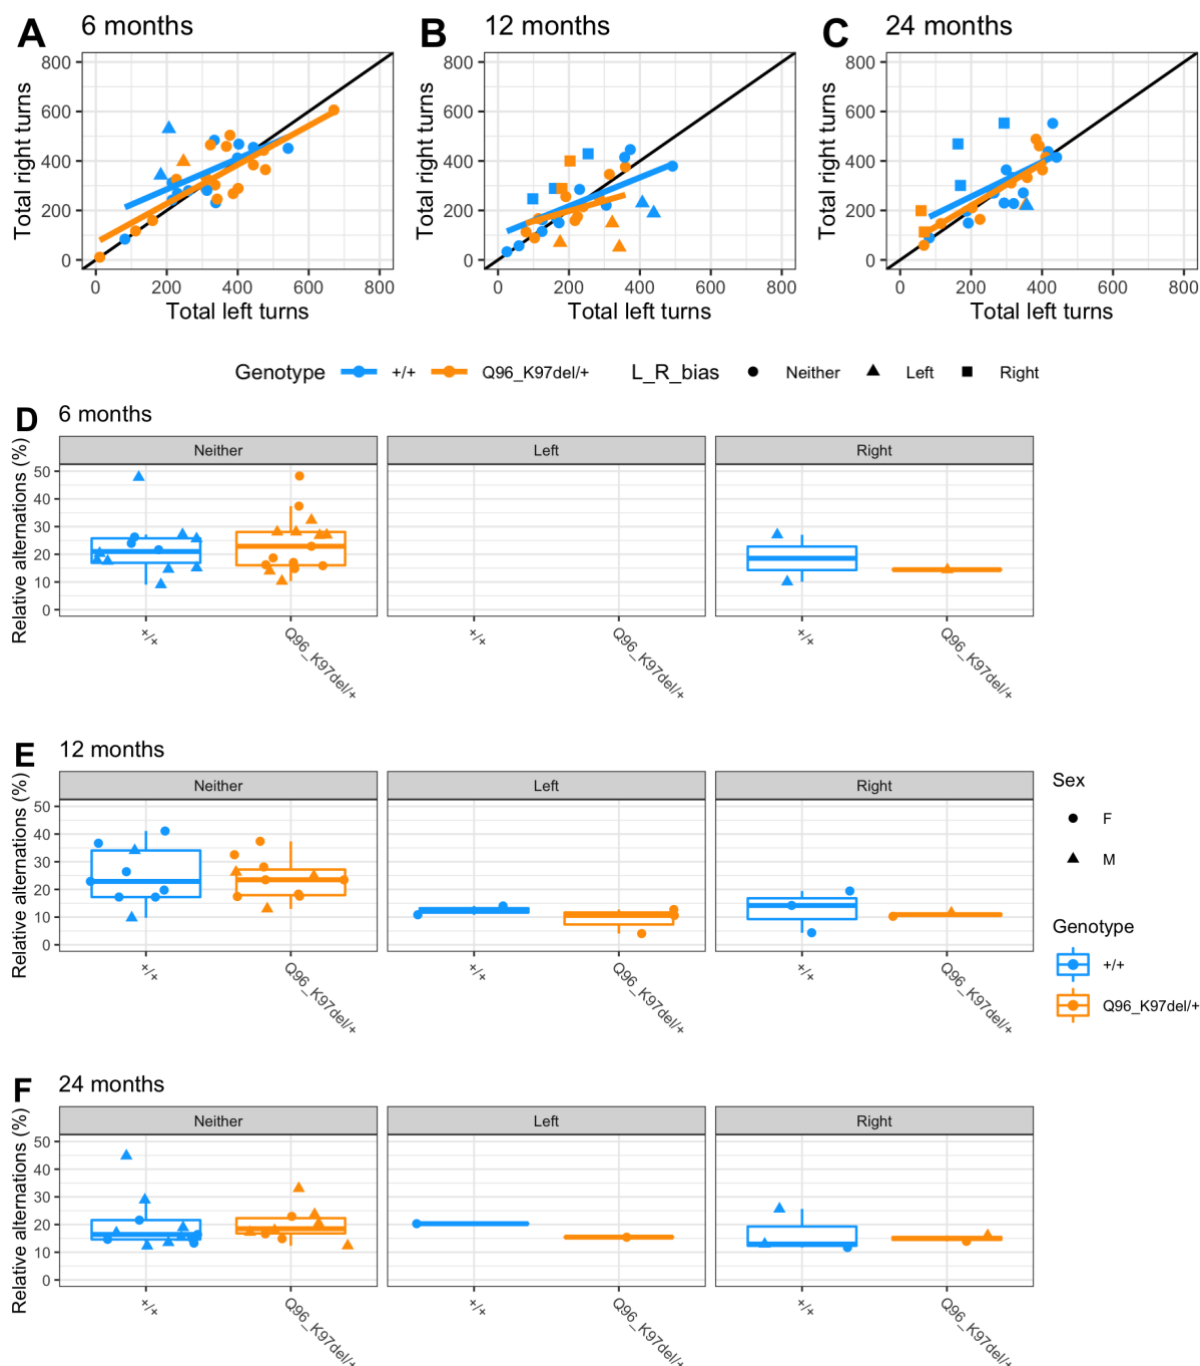 A 6 months B 12 months C 24 months
Total right turns Total right turns Total right turns
800 800 800
600 600 600
400 400 400
200 200 200
0 0 0
0 200 400 600 800 0 200 400 600 800 0 200 400 600 800
Total left turns Total left turns Total left turns
Genotype +/+ Q96_K97del/+ L_R_bias Neither Left Right
D 6 months
Neither Left Right
Relative alternations (%)
50
40
30
20
10
0
+/+ Q96_K97del/+ +/+ Q96_K97del/+ +/+ Q96_K97del/+
E 12 months
Neither Left Right
Relative alternations (%)
50
40
30
20
10
0
+/+ Q96_K97del/+ +/+ Q96_K97del/+ +/+ Q96_K97del/+
Sex
F
M
Genotype
+/+
Q96_K97del/+
F 24 months
Neither Left Right
Relative alternations (%)
50
40
30
20
10
0
+/+ Q96_K97del/+ +/+ Q96_K97del/+ +/+ Q96_K97del/+